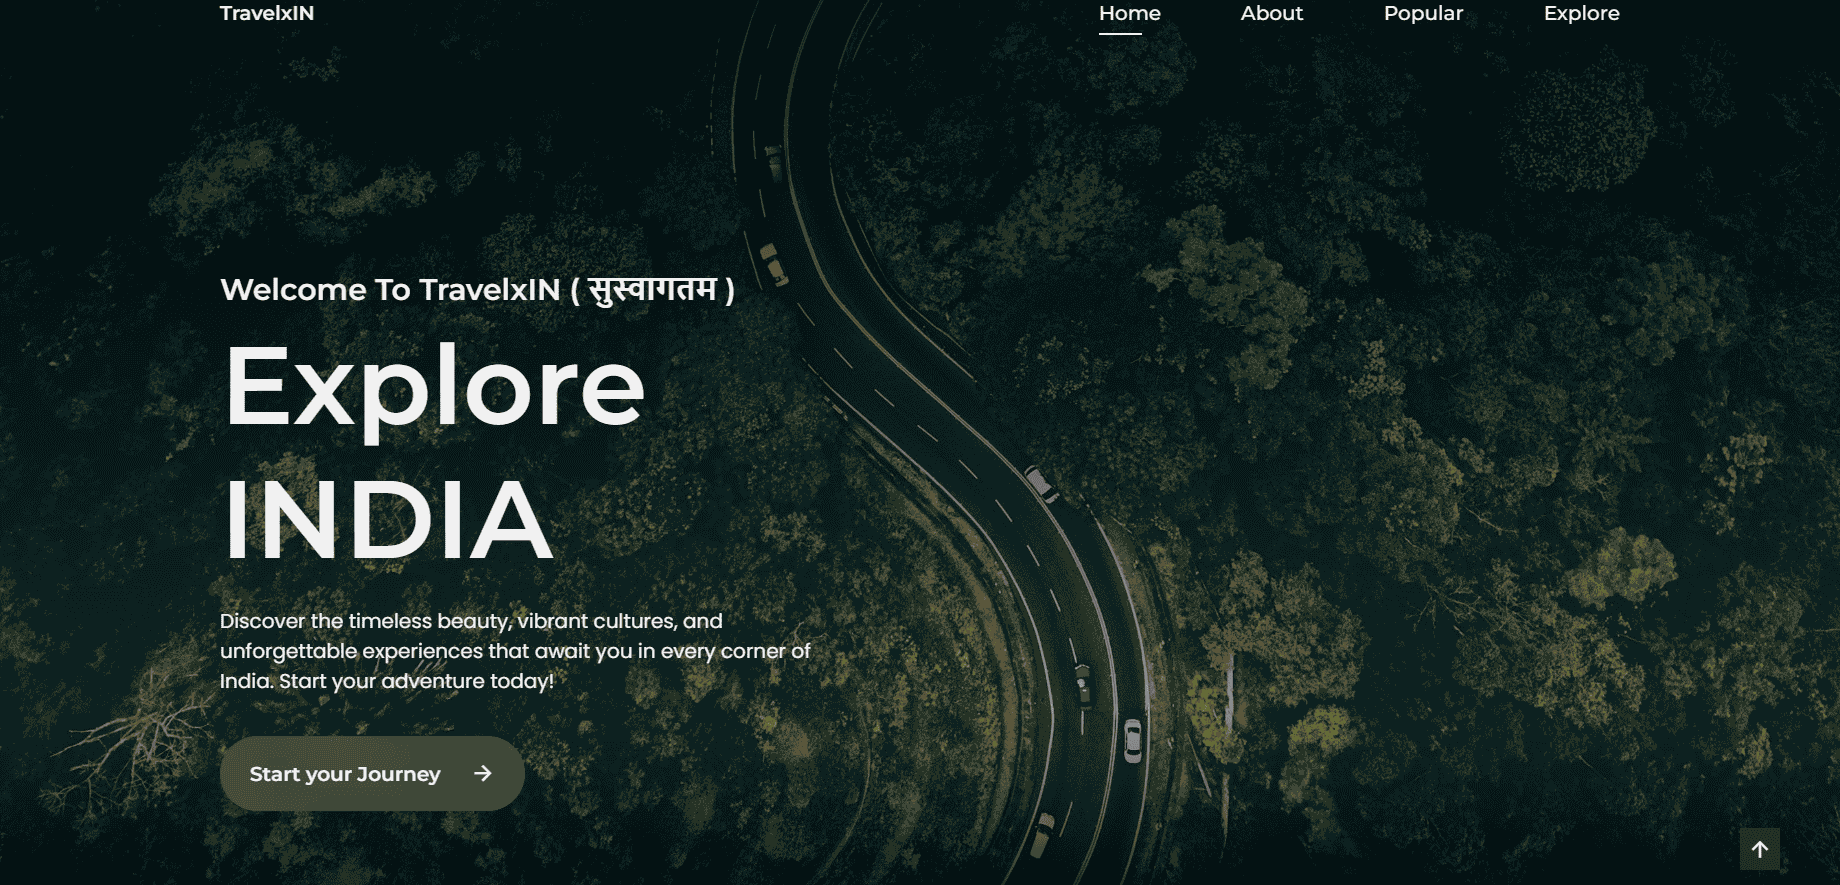 TravelxIN
Home
About
Popular
Explore
Welcome To TravelxIN ( सुस्वागतम )
Explore
INDIA
Discover the timeless beauty, vibrant cultures, and
unforgettable experiences that await you in every corner of
India. Start your adventure today!
Start your Journey